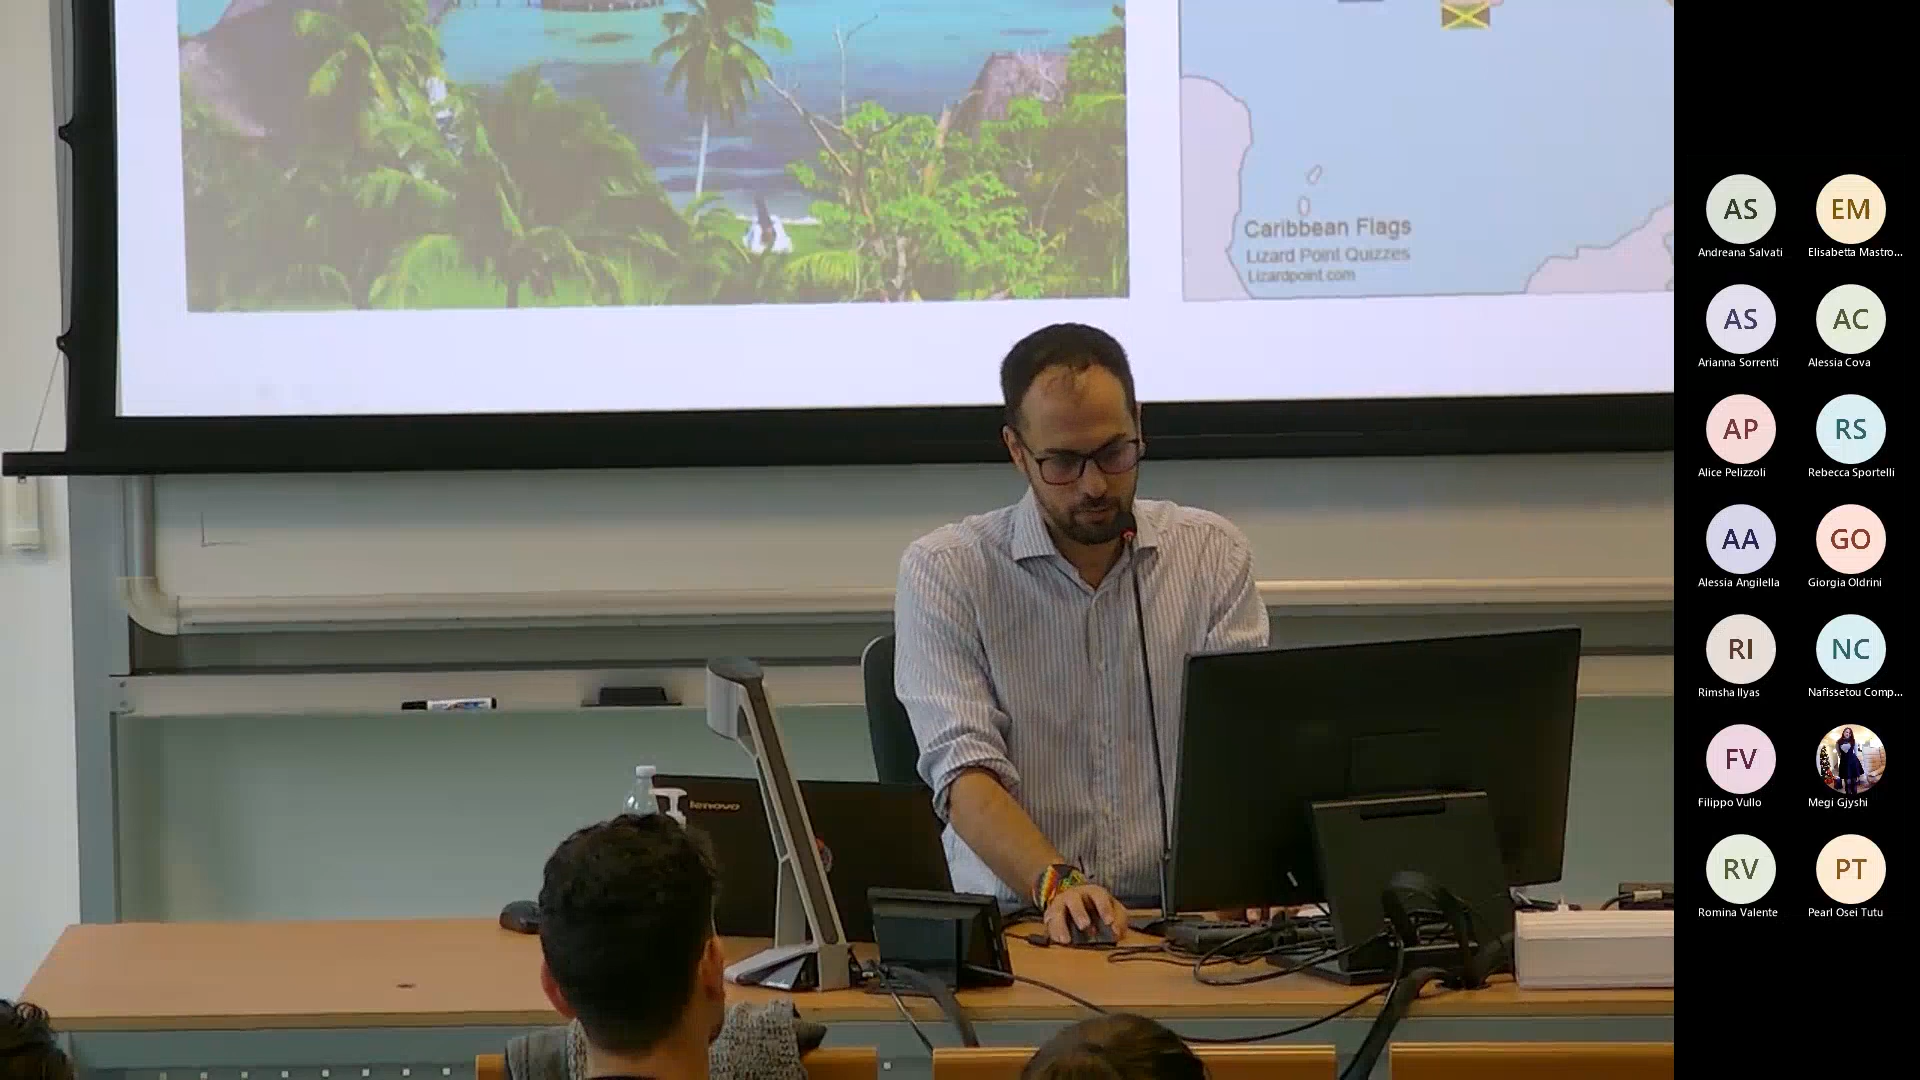 Caribbean Flags
Lizard Point Quizzes
Lizardpoint.com
lenovo
AS
Andreana Salvati
EM
Elisabetta Mastro...
AS
Arianna Sorrenti
AC
Alessia Cova
AP
Alice Pelizzoli
RS
Rebecca Sportelli
AA
Alessia Angilella
GO
Giorgia Oldrini
RI
Rimsha Ilyas
NC
Nafissetou Comp...
FV
Filippo Vullo
Megi Gjyshi
RV
Romina Valente
PT
Pearl Osei Tutu